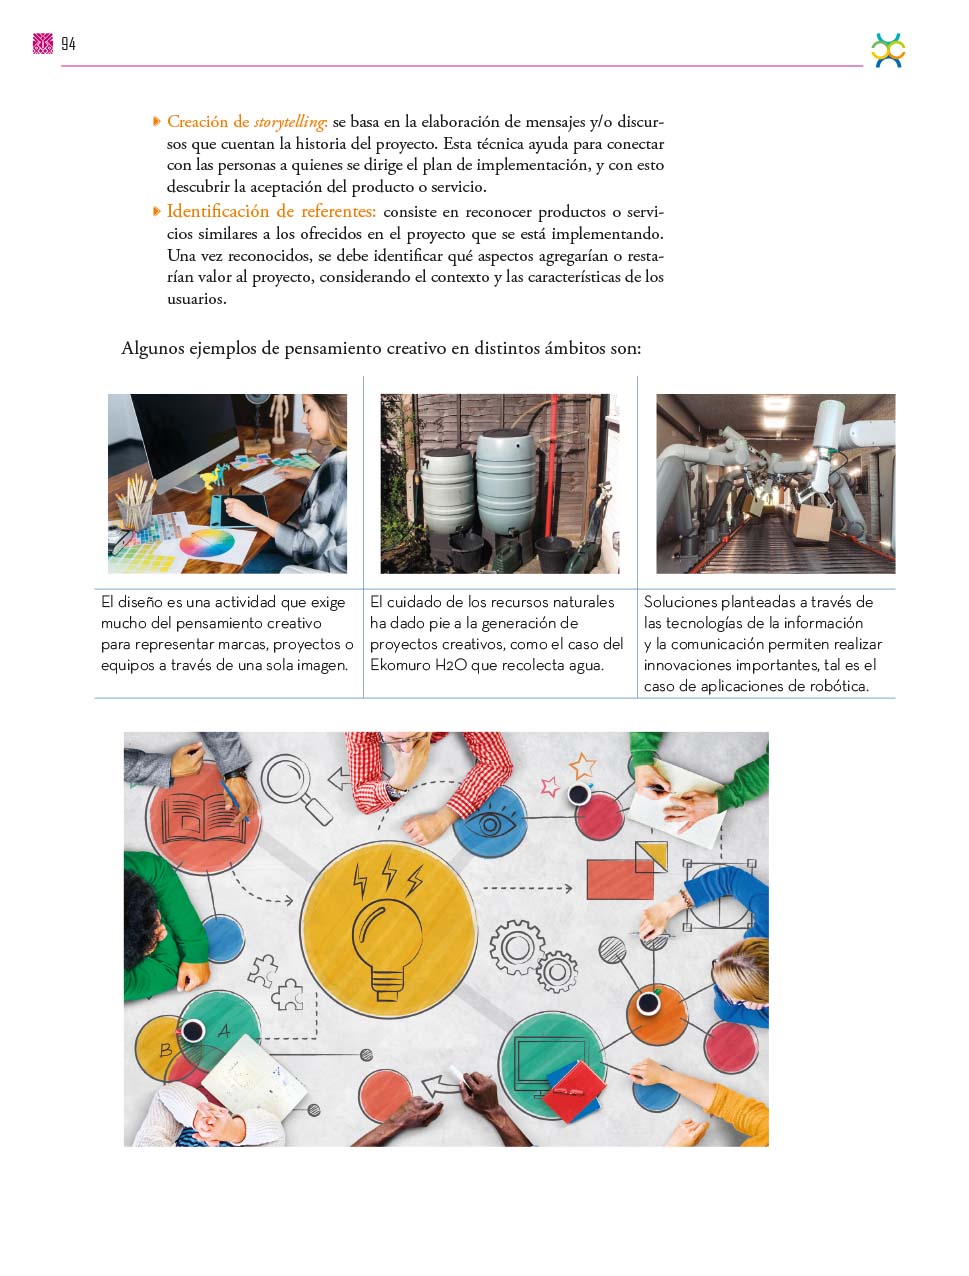 94
Creación de storytelling: se basa en la elaboración de mensajes y/o discur-
sos que cuentan la historia del proyecto. Esta técnica ayuda para conectar
con las personas a quienes se dirige el plan de implementación, y con esto
descubrir la aceptación del producto o servicio.
Identificación de referentes: consiste en reconocer productos o servi-
cios similares a los ofrecidos en el proyecto que se está implementando.
Una vez reconocidos, se debe identificar qué aspectos agregarían o resta-
rían valor al proyecto, considerando el contexto y las características de los
usuarios.
Algunos ejemplos de pensamiento creativo en distintos ámbitos son:
El diseño es una actividad que exige
mucho del pensamiento creativo
para representar marcas, proyectos o
equipos a través de una sola imagen.
El cuidado de los recursos naturales
ha dado pie a la generación de
proyectos creativos, como el caso del
Ekomuro H2O que recolecta agua.
Soluciones planteadas a través de
las tecnologías de la información
y la comunicación permiten realizar
innovaciones importantes, tal es el
caso de aplicaciones de robótica.
A
B